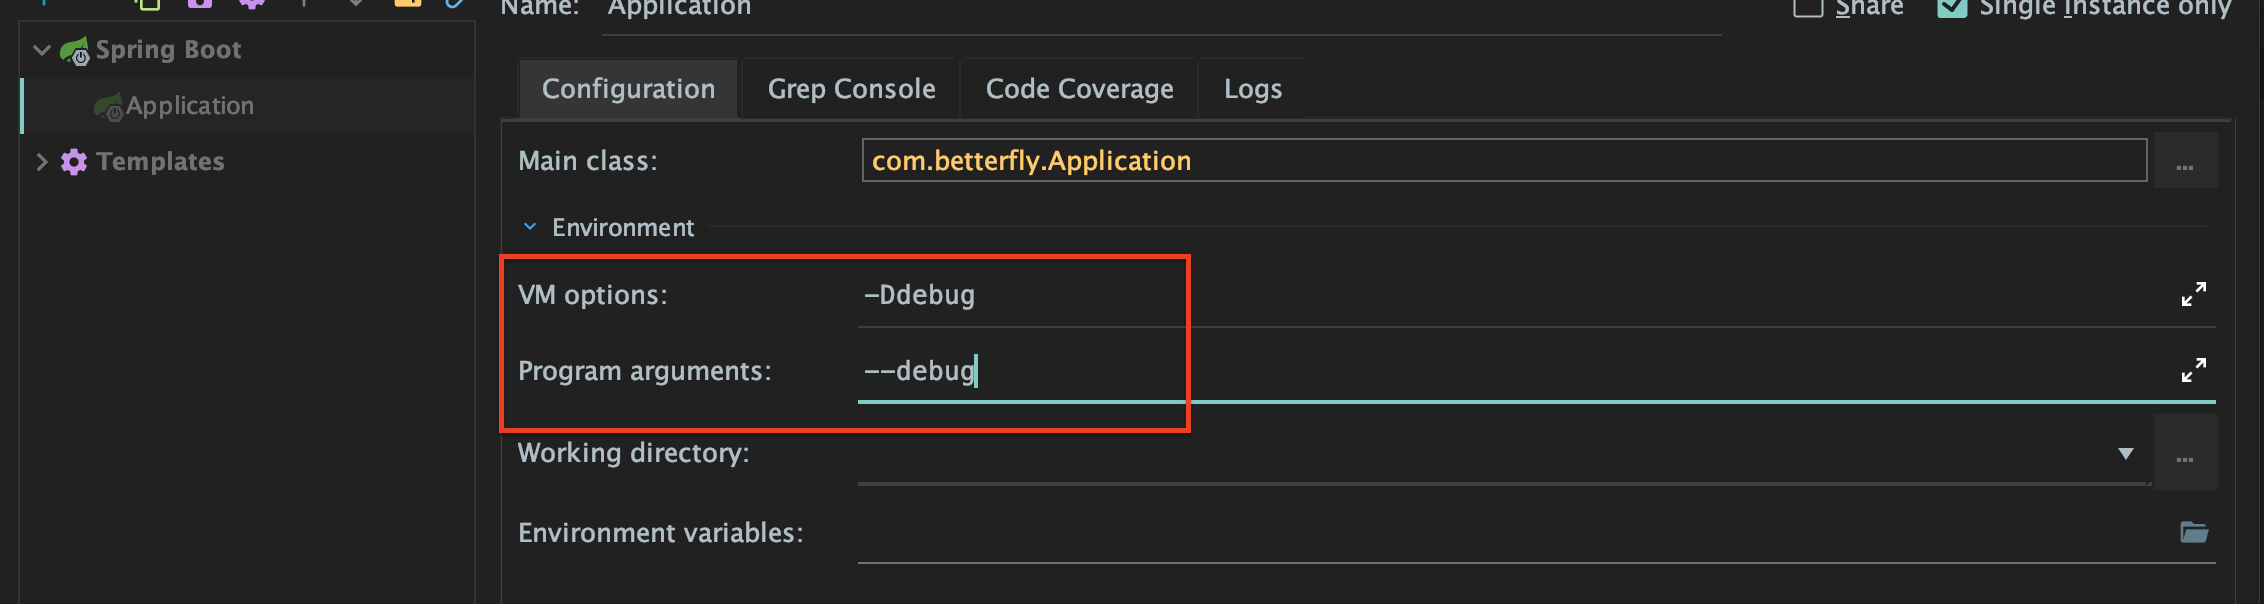 Name: Application
Share
Single instance only
Spring Boot
Application
Templates
Configuration
Grep Console
Code Coverage
Logs
Main class: com.betterfly.Application
...
Environment
VM options: -Ddebug
Program arguments: --debug
Working directory:
...
Environment variables: